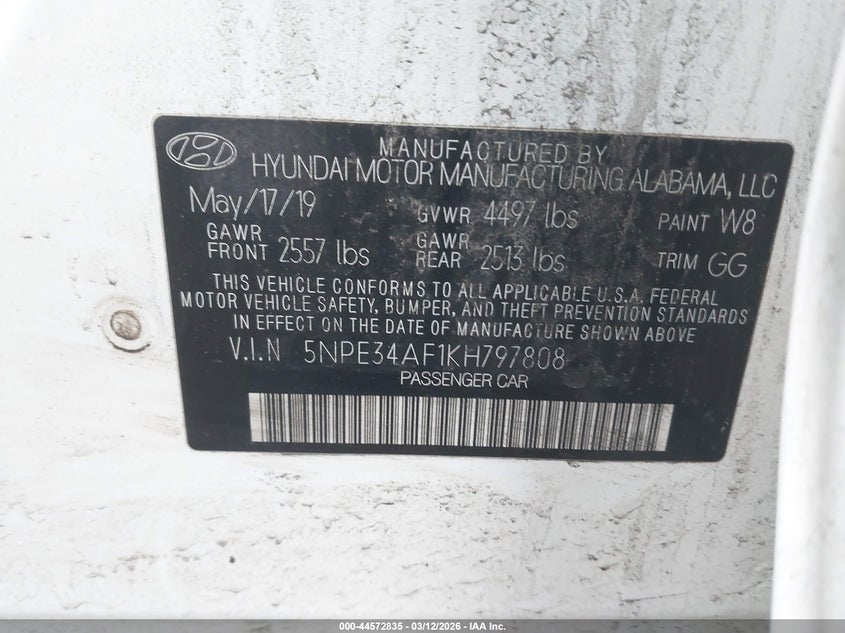 MANUFACTURED BY
HYUNDAI MOTOR MANUFACTURING ALABAMA, LLC
May/17/19 GVWR 4497 lbs PAINT W8
GAWR FRONT 2557 lbs GAWR REAR 2513 lbs TRIM GG
THIS VEHICLE CONFORMS TO ALL APPLICABLE U.S.A. FEDERAL
MOTOR VEHICLE SAFETY, BUMPER, AND THEFT PREVENTION STANDARDS
IN EFFECT ON THE DATE OF MANUFACTURE SHOWN ABOVE
V.I.N 5NPE34AF1KH797808
PASSENGER CAR
000-44572835 - 03/12/2026 - IAA Inc.